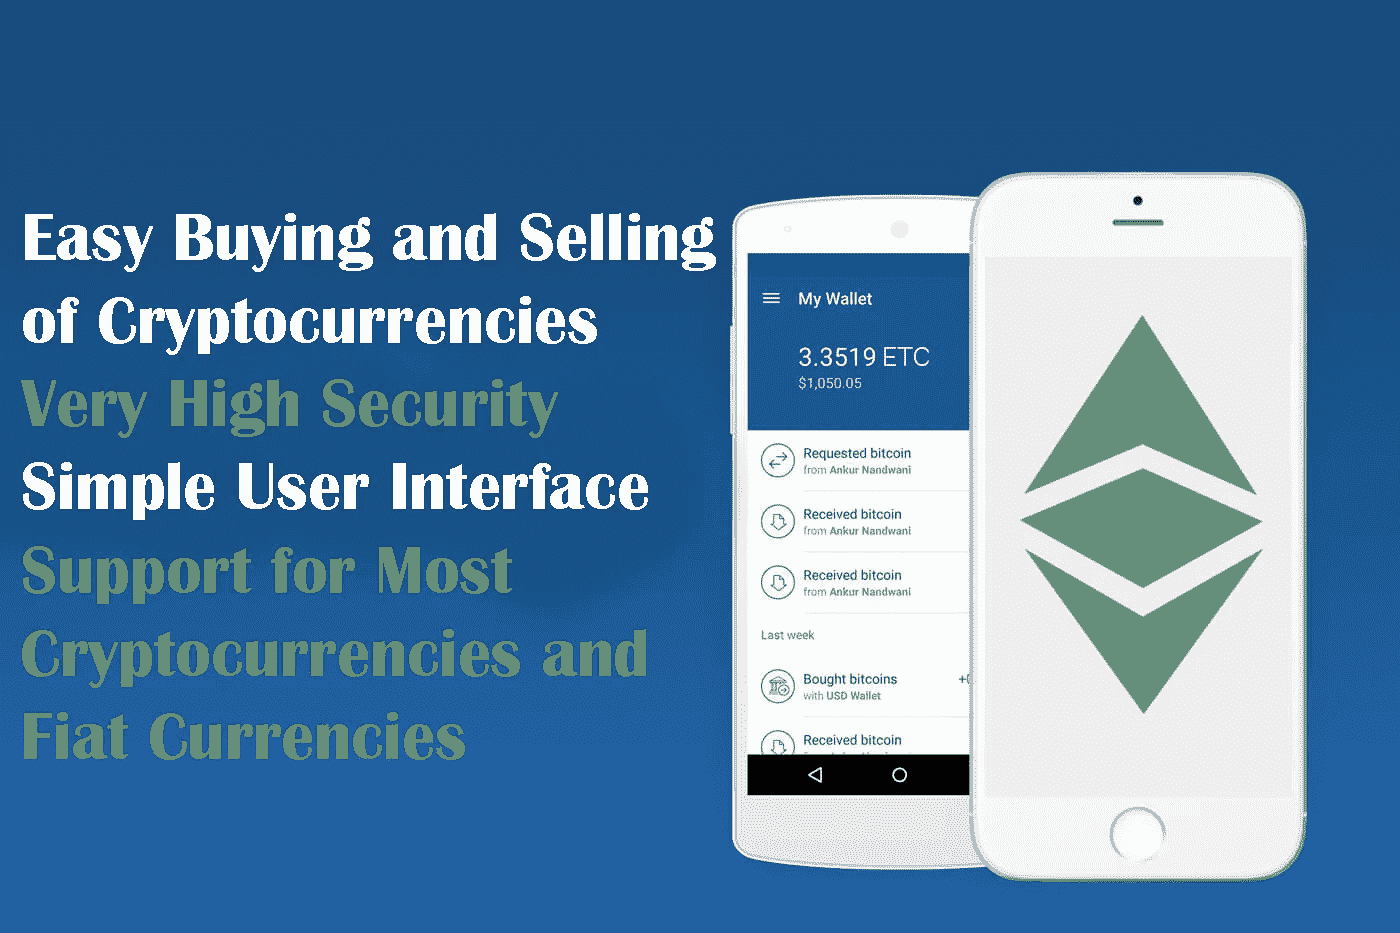 Easy Buying and Selling
of Cryptocurrencies
Very High Security
Simple User Interface
Support for Most
Cryptocurrencies and
Fiat Currencies
My Wallet
3.3519 ETC
$1,050.05
Requested bitcoin
from Ankur Nandwani
Received bitcoin
from Ankur Nandwani
Received bitcoin
from Ankur Nandwani
Last week
Bought bitcoins
with USD Wallet
Received bitcoin